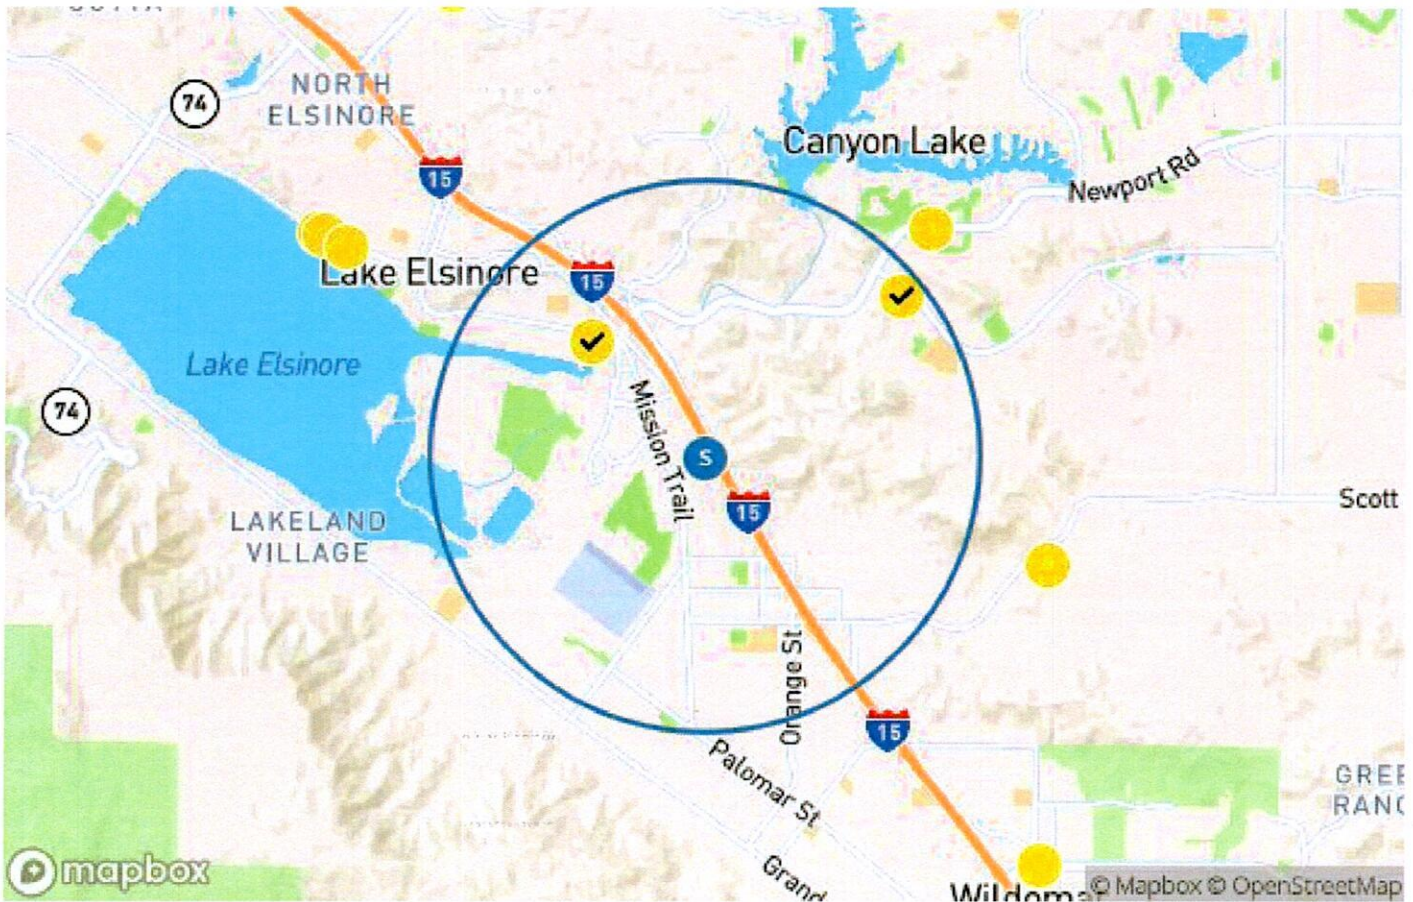 74
NORTH
ELSINORE
Canyon Lake
15
Newport Rd
Lake Elsinore
15
Lake Elsinore
74
Mission Trail
S
15
Scott
LAKELAND
VILLAGE
Orange St
15
Palomar St
GREE
RANC
mapbox
Grand
Wildomar
© Mapbox © OpenStreetMap